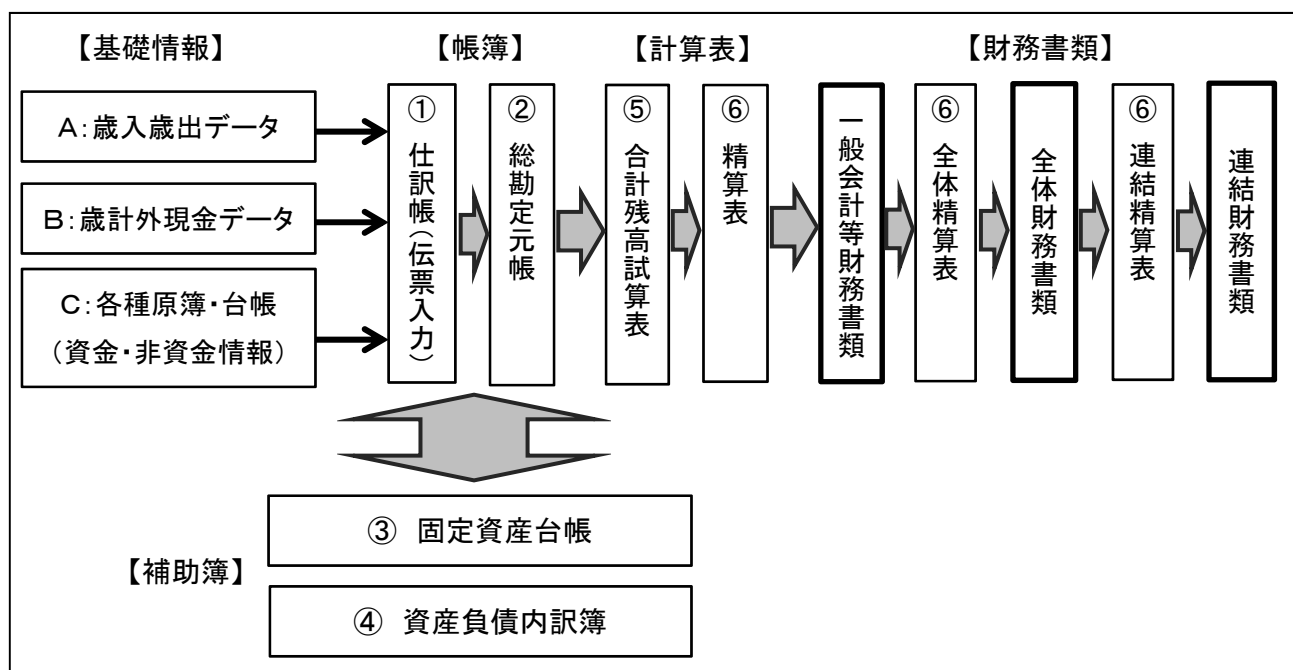 【基礎情報】
【帳簿】
【計算表】
【財務書類】
A:歳入歳出データ
B:歳計外現金データ
C:各種原簿・台帳
(資金・非資金情報)
①仕訳帳(伝票入力)
②総勘定元帳
⑤合計残高試算表
⑥精算表
一般会計等財務書類
⑥全体精算表
全体財務書類
⑥連結精算表
連結財務書類
③ 固定資産台帳
【補助簿】
④ 資産負債内訳簿